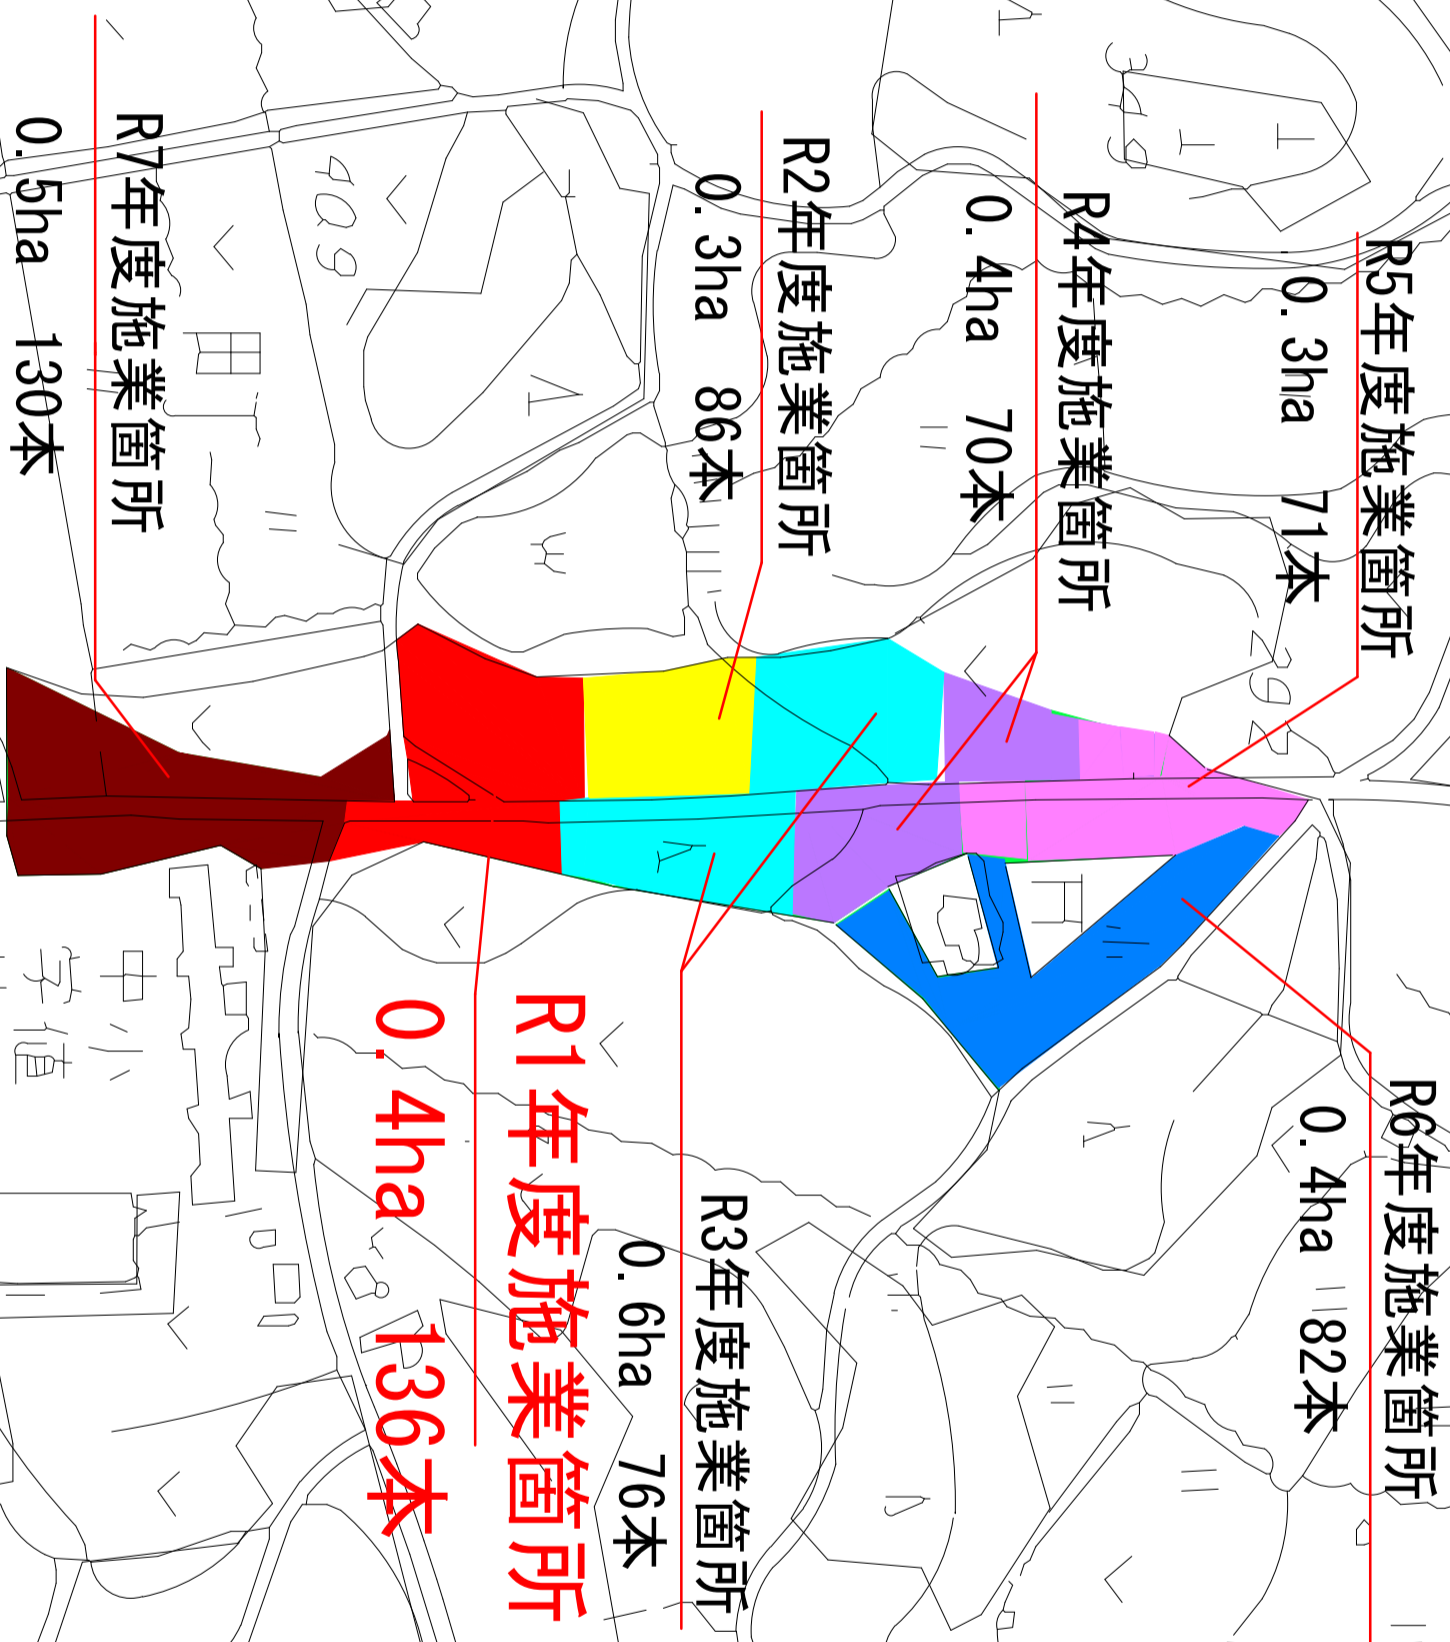 R5年度施業箇所
0.3ha 71本
R4年度施業箇所
0.4ha 70本
R2年度施業箇所
0.3ha 86本
R7年度施業箇所
0.5ha 130本
R6年度施業箇所
0.4ha 82本
R3年度施業箇所
0.6ha 76本
R1年度施業箇所
0.4ha 136本
中小